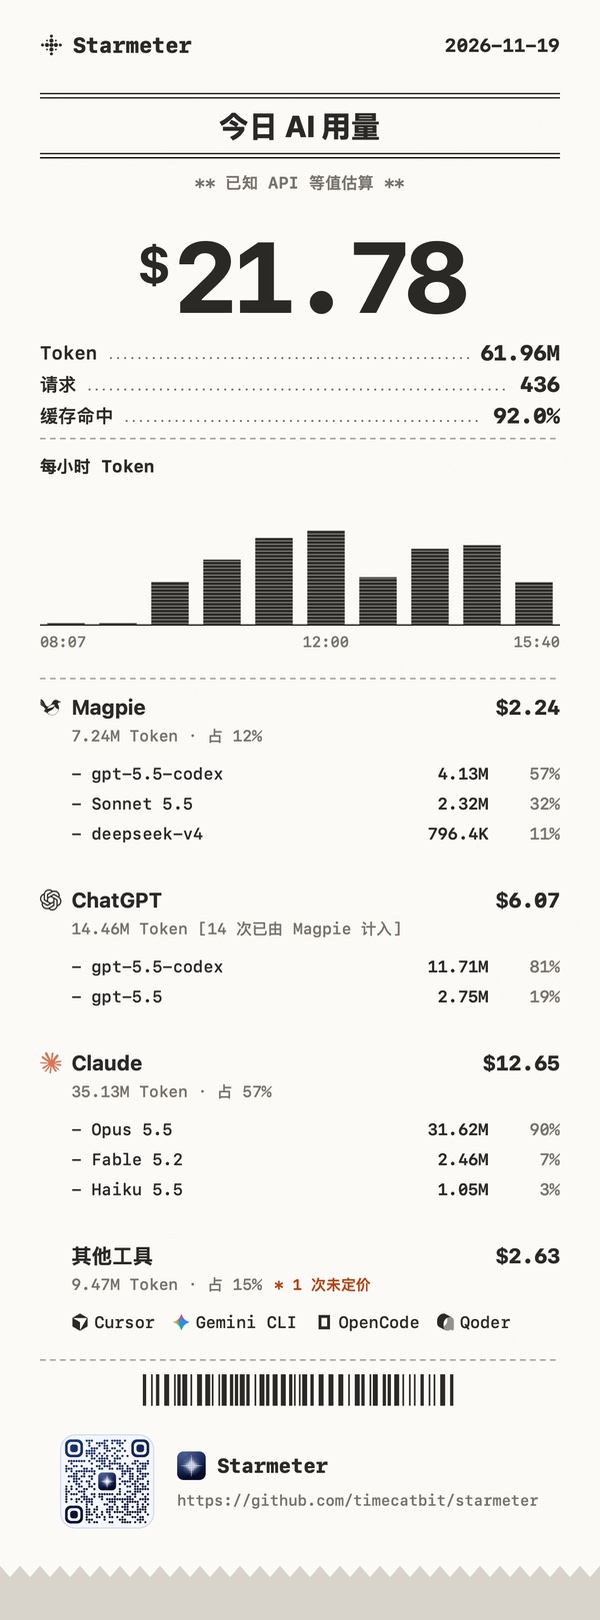 Starmeter 2026-11-19
今日 AI 用量
** 已知 API 等值估算 **
$21.78
Token 61.96M
请求 436
缓存命中 92.0%
每小时 Token
08:07 12:00 15:40
Magpie $2.24
7.24M Token · 占 12%
– gpt-5.5-codex 4.13M 57%
– Sonnet 5.5 2.32M 32%
– deepseek-v4 796.4K 11%
ChatGPT $6.07
14.46M Token [14 次已由 Magpie 计入]
– gpt-5.5-codex 11.71M 81%
– gpt-5.5 2.75M 19%
Claude $12.65
35.13M Token · 占 57%
– Opus 5.5 31.62M 90%
– Fable 5.2 2.46M 7%
– Haiku 5.5 1.05M 3%
其他工具 $2.63
9.47M Token · 占 15% * 1 次未定价
Cursor Gemini CLI OpenCode Qoder
Starmeter
https://github.com/timecatbit/starmeter